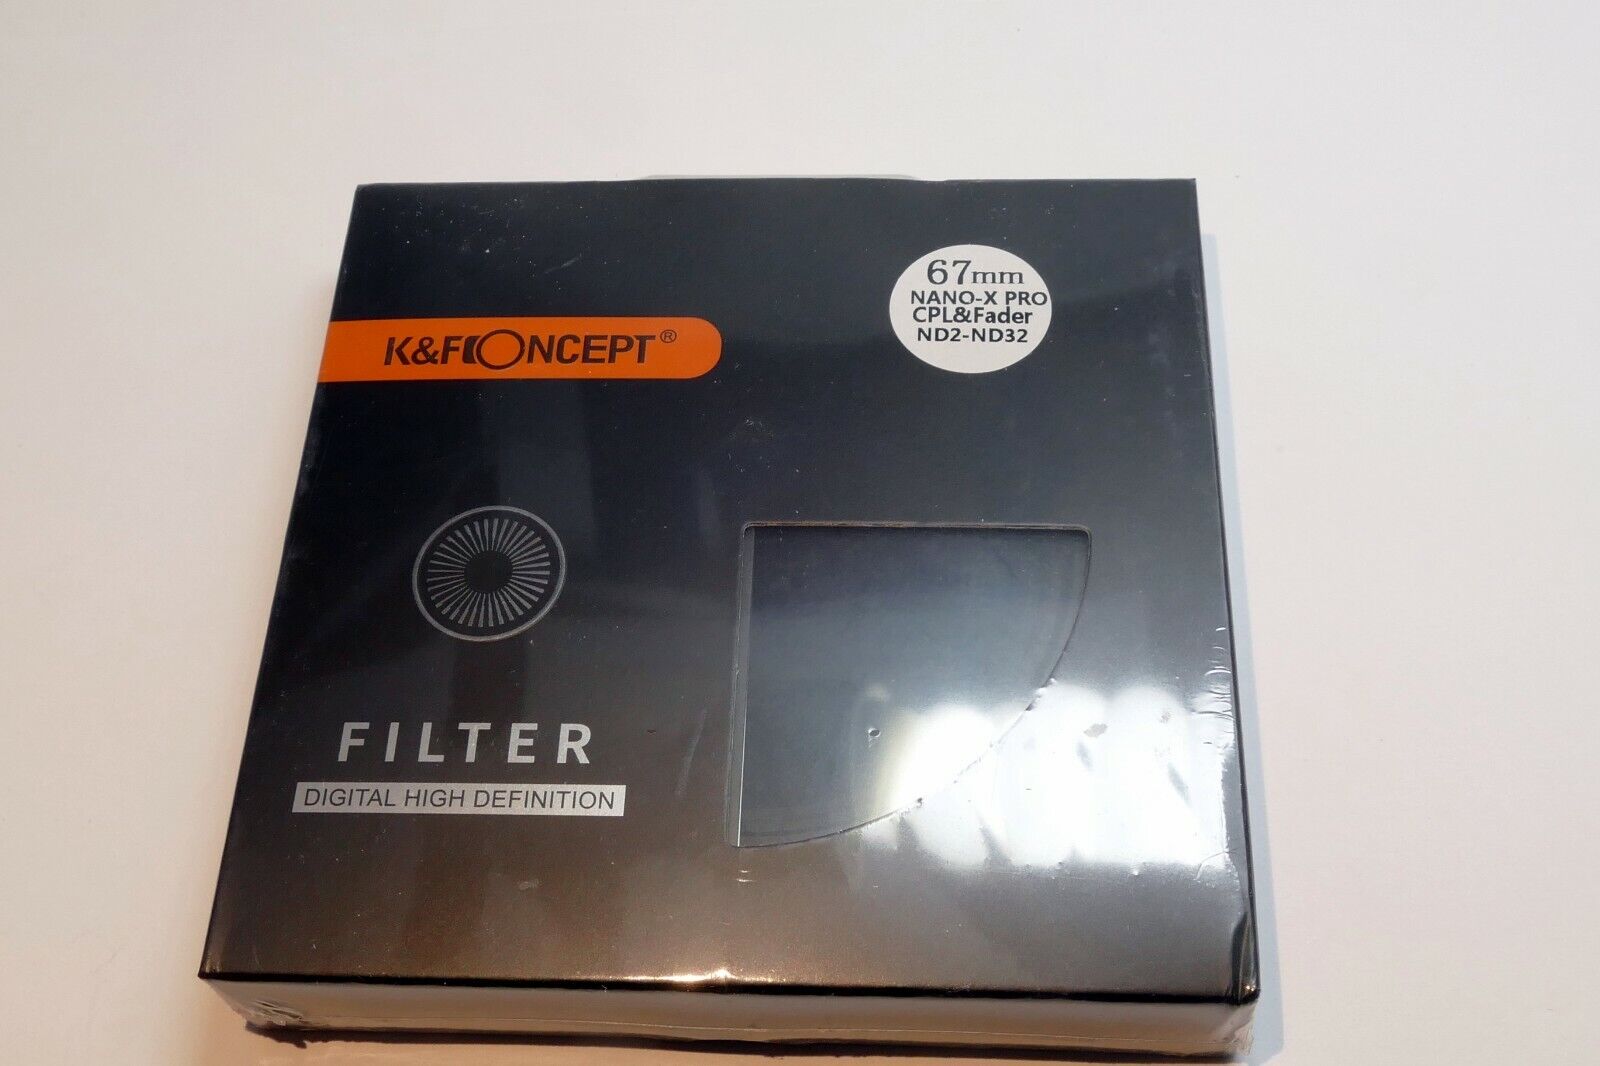 67mm
NANO-X PRO
CPL&Fader
ND2-ND32
K&F CONCEPT®
FILTER
DIGITAL HIGH DEFINITION